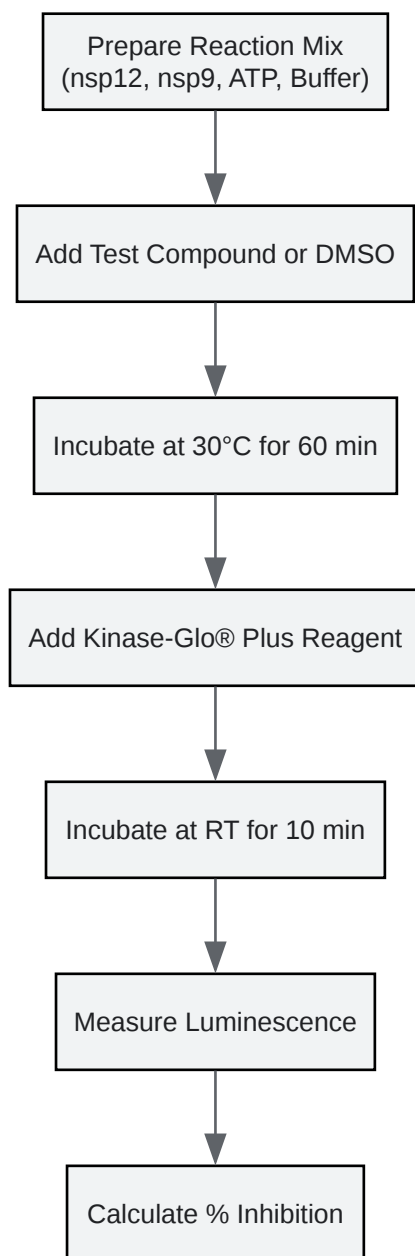 Prepare Reaction Mix
(nsp12, nsp9, ATP, Buffer)
Add Test Compound or DMSO
Incubate at 30°C for 60 min
Add Kinase-Glo® Plus Reagent
Incubate at RT for 10 min
Measure Luminescence
Calculate % Inhibition